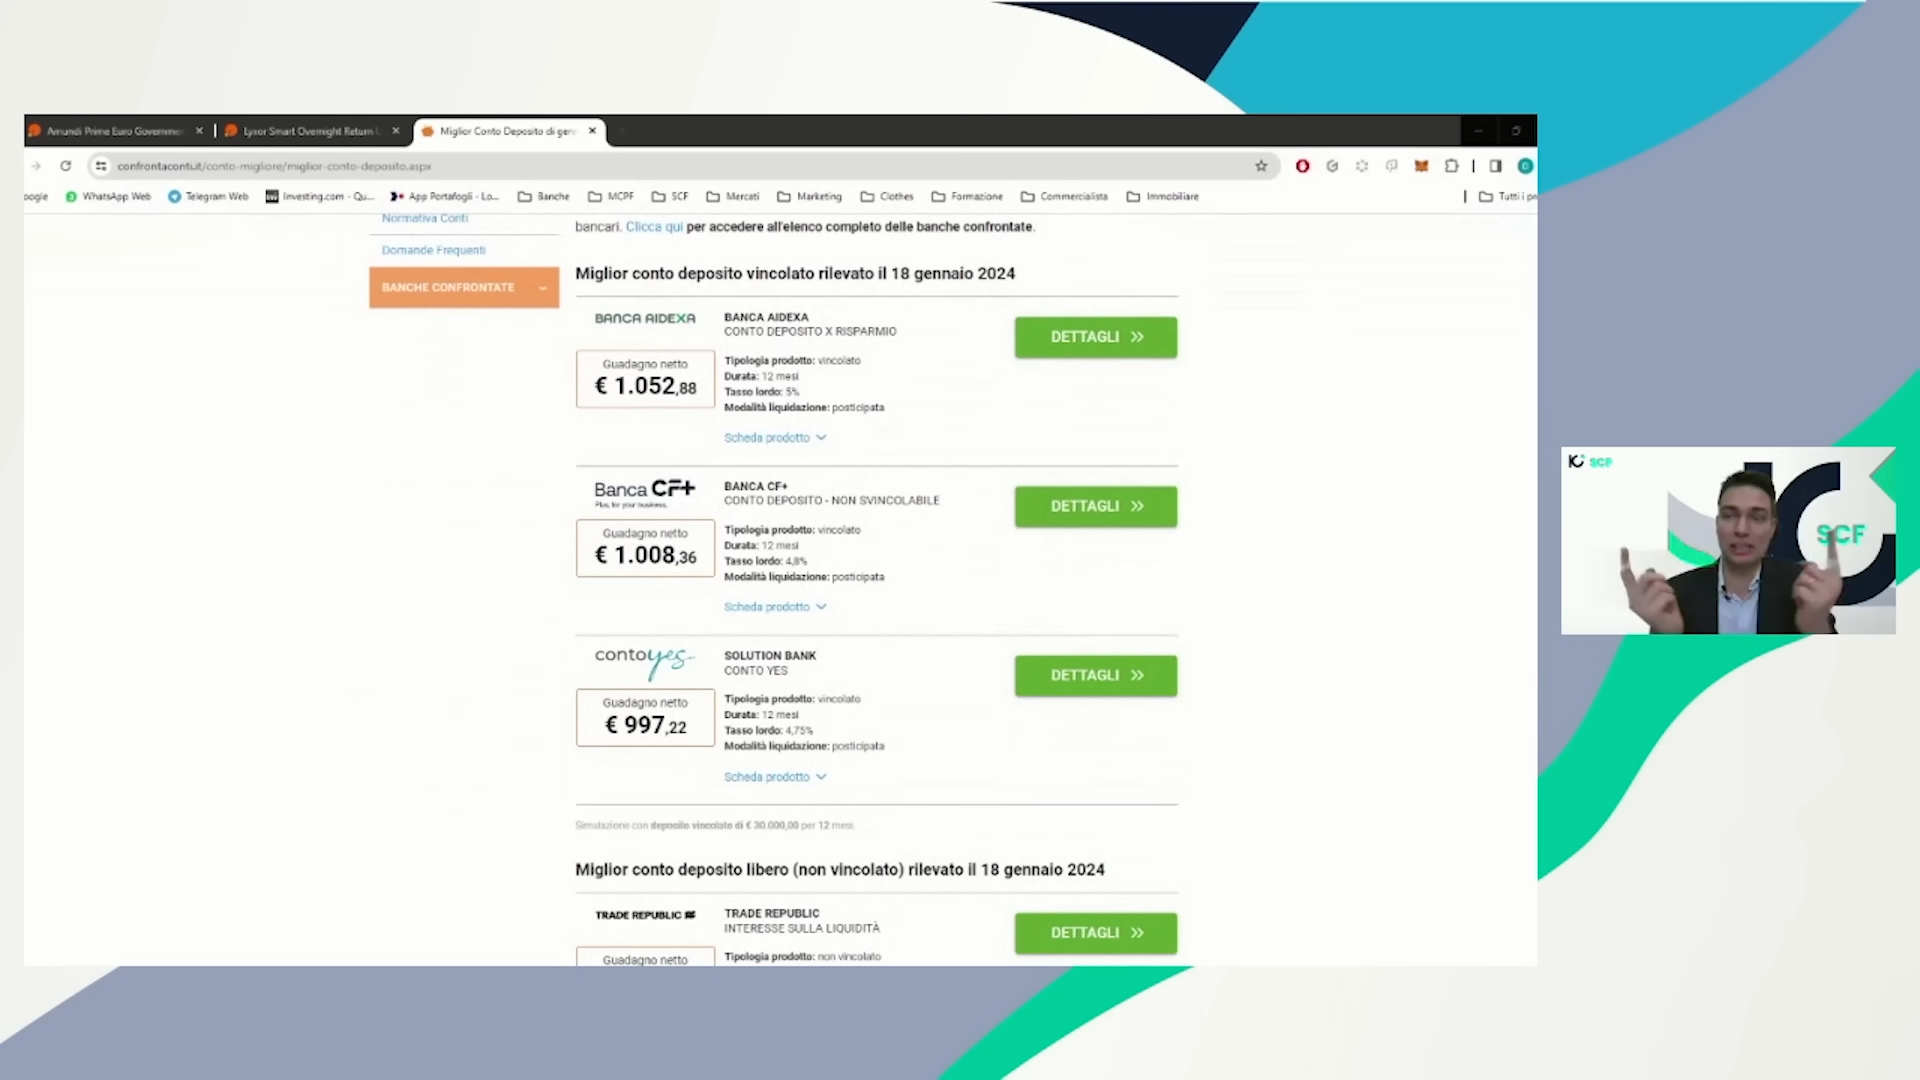 Amundi Prime Euro Governme
Lyxor Smart Overnight Return
Miglior Conto Deposito di gen
confrontaconti.it/conto-migliore/miglior-conto-deposito.aspx
oogle WhatsApp Web Telegram Web Investing.com - Qu... App Portafogli - Lo... Banche MCPF SCF Mercati Marketing Clothes Formazione Commercialista Immobiliare Tutti i pr
Normativa Conti
Domande Frequenti
BANCHE CONFRONTATE
bancari. Clicca qui per accedere all'elenco completo delle banche confrontate.
Miglior conto deposito vincolato rilevato il 18 gennaio 2024
BANCA AIDEXA
Guadagno netto
€ 1.052,88
BANCA AIDEXA
CONTO DEPOSITO X RISPARMIO
Tipologia prodotto: vincolato
Durata: 12 mesi
Tasso lordo: 5%
Modalità liquidazione: posticipata
Scheda prodotto
DETTAGLI
Banca CF+
Plus, for your business.
Guadagno netto
€ 1.008,36
BANCA CF+
CONTO DEPOSITO - NON SVINCOLABILE
Tipologia prodotto: vincolato
Durata: 12 mesi
Tasso lordo: 4,8%
Modalità liquidazione: posticipata
Scheda prodotto
DETTAGLI
contoyes
Guadagno netto
€ 997,22
SOLUTION BANK
CONTO YES
Tipologia prodotto: vincolato
Durata: 12 mesi
Tasso lordo: 4,75%
Modalità liquidazione: posticipata
Scheda prodotto
DETTAGLI
Simulazione con deposito vincolato di € 30.000,00 per 12 mesi.
Miglior conto deposito libero (non vincolato) rilevato il 18 gennaio 2024
TRADE REPUBLIC
Guadagno netto
TRADE REPUBLIC
INTERESSE SULLA LIQUIDITÀ
Tipologia prodotto: non vincolato
DETTAGLI
SCF
SCF